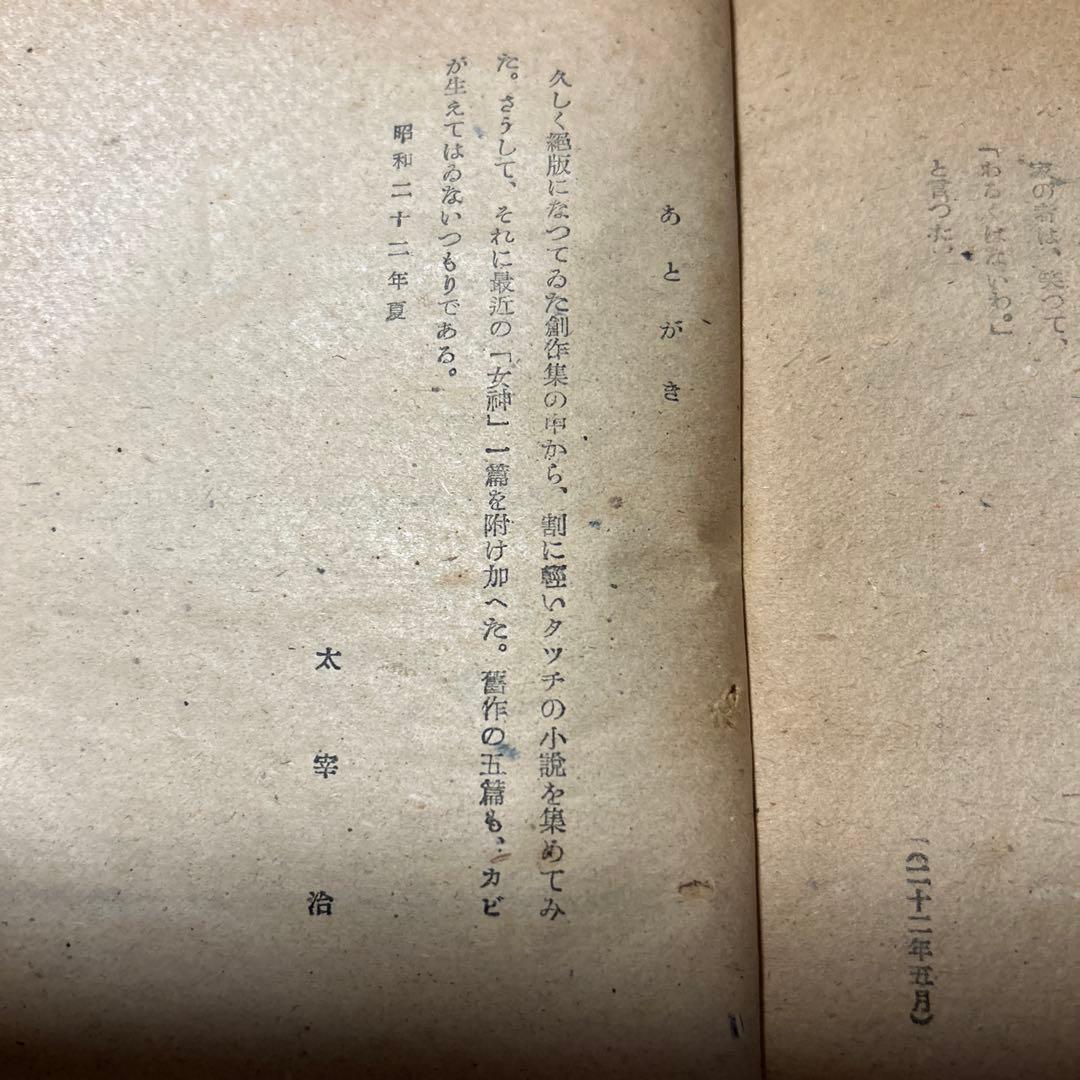 家の者は、笑つて、
「わるくはないわ。」
と言つた。
(二十二年五月)
あとがき
久しく絕版になつてゐた創作集の中から、割に輕いタツチの小說を集めてみ
た。さうして、それに最近の「女神」一篇を附け加へた。舊作の五篇も、カビ
が生えてはゐないつもりである。
昭和二十二年夏
太宰治